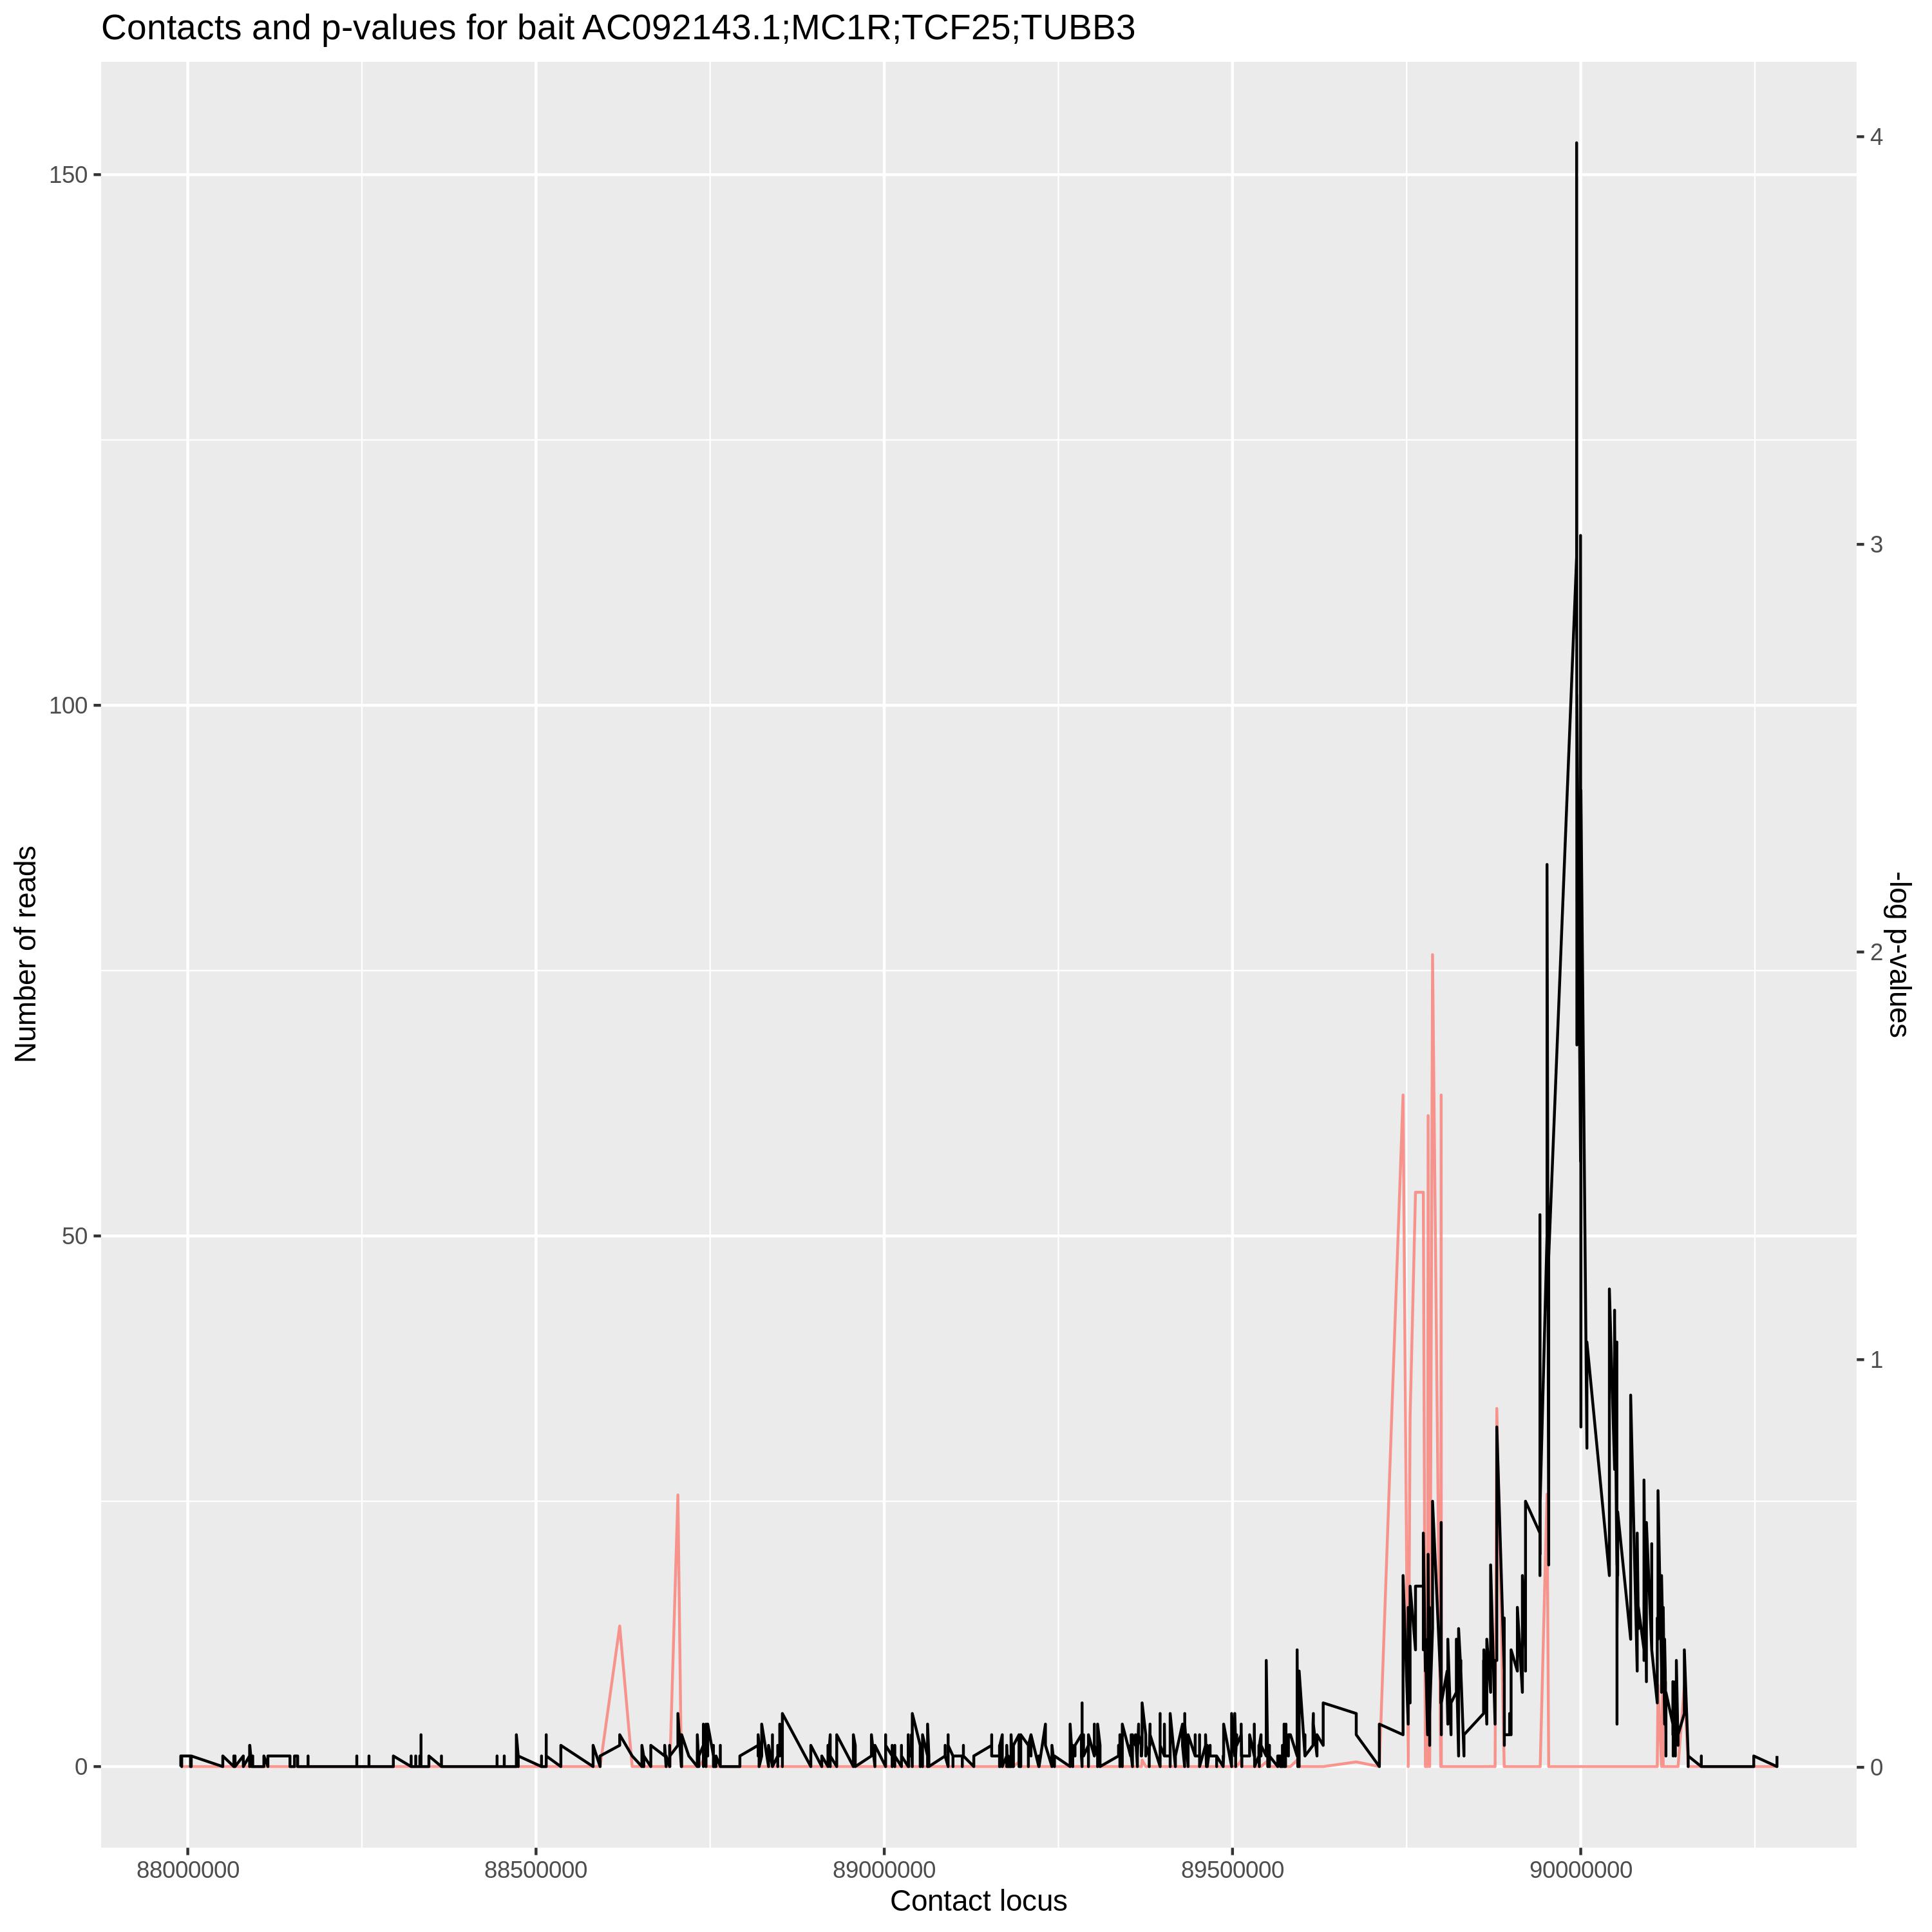 Contacts and p-values for bait AC092143.1;MC1R;TCF25;TUBB3
Number of reads
150
100
50
0
4
3
2
1
0
-log p-values
88000000 88500000 89000000 89500000 90000000
Contact locus